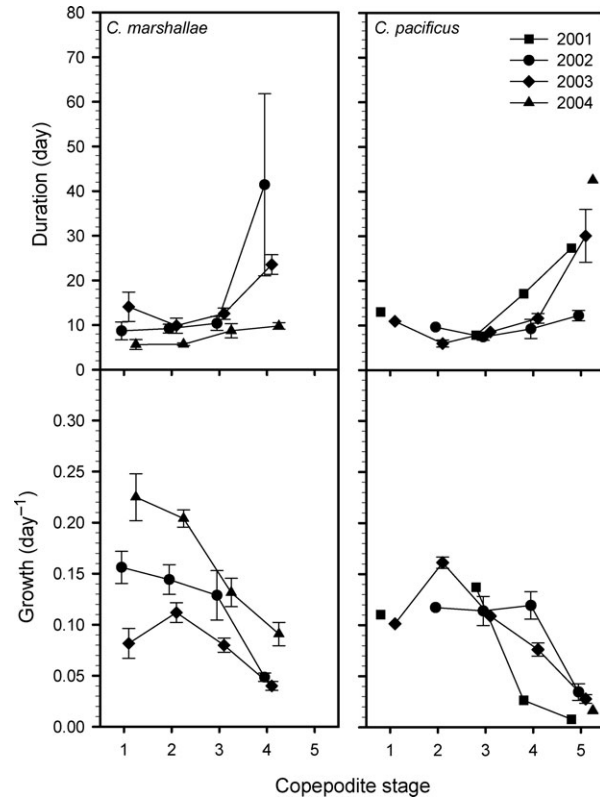 C. marshallae
C. pacificus
2001
2002
2003
2004
Duration (day)
80
70
60
50
40
30
20
10
0
Growth (day⁻¹)
0.30
0.25
0.20
0.15
0.10
0.05
0.00
1 2 3 4 5
1 2 3 4 5
Copepodite stage